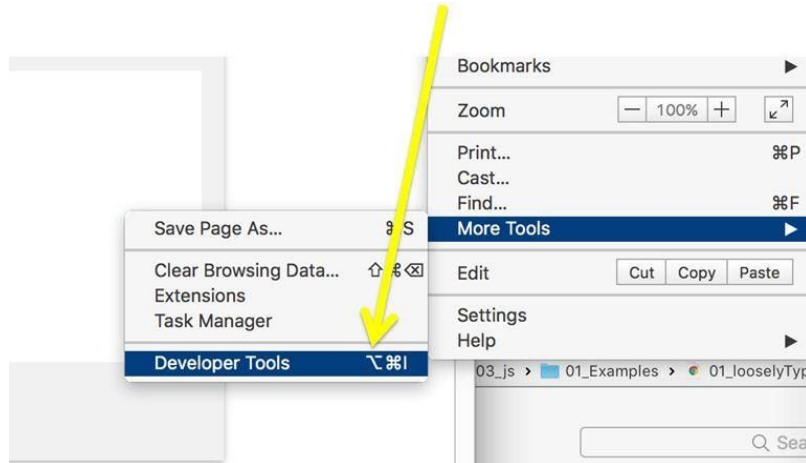 Bookmarks ▶
Zoom — 100% +
Print... ⌘P
Cast...
Find... ⌘F
More Tools ▶
Save Page As... ⌘S
Clear Browsing Data... ⇧⌘⌫
Extensions
Task Manager
Developer Tools ⌥⌘I
Edit Cut Copy Paste
Settings
Help ▶
03_js › 01_Examples › 01_looselyTyp
Sea